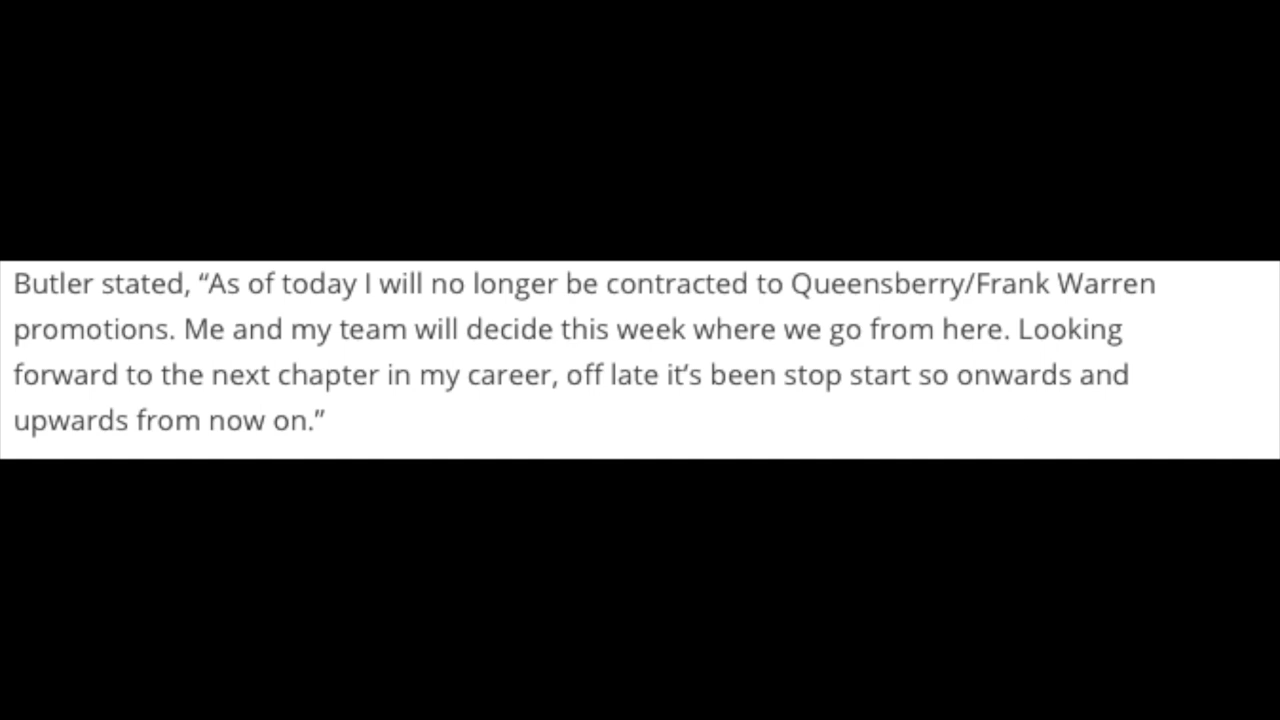 Butler stated, “As of today I will no longer be contracted to Queensberry/Frank Warren
promotions. Me and my team will decide this week where we go from here. Looking
forward to the next chapter in my career, off late it’s been stop start so onwards and
upwards from now on.”